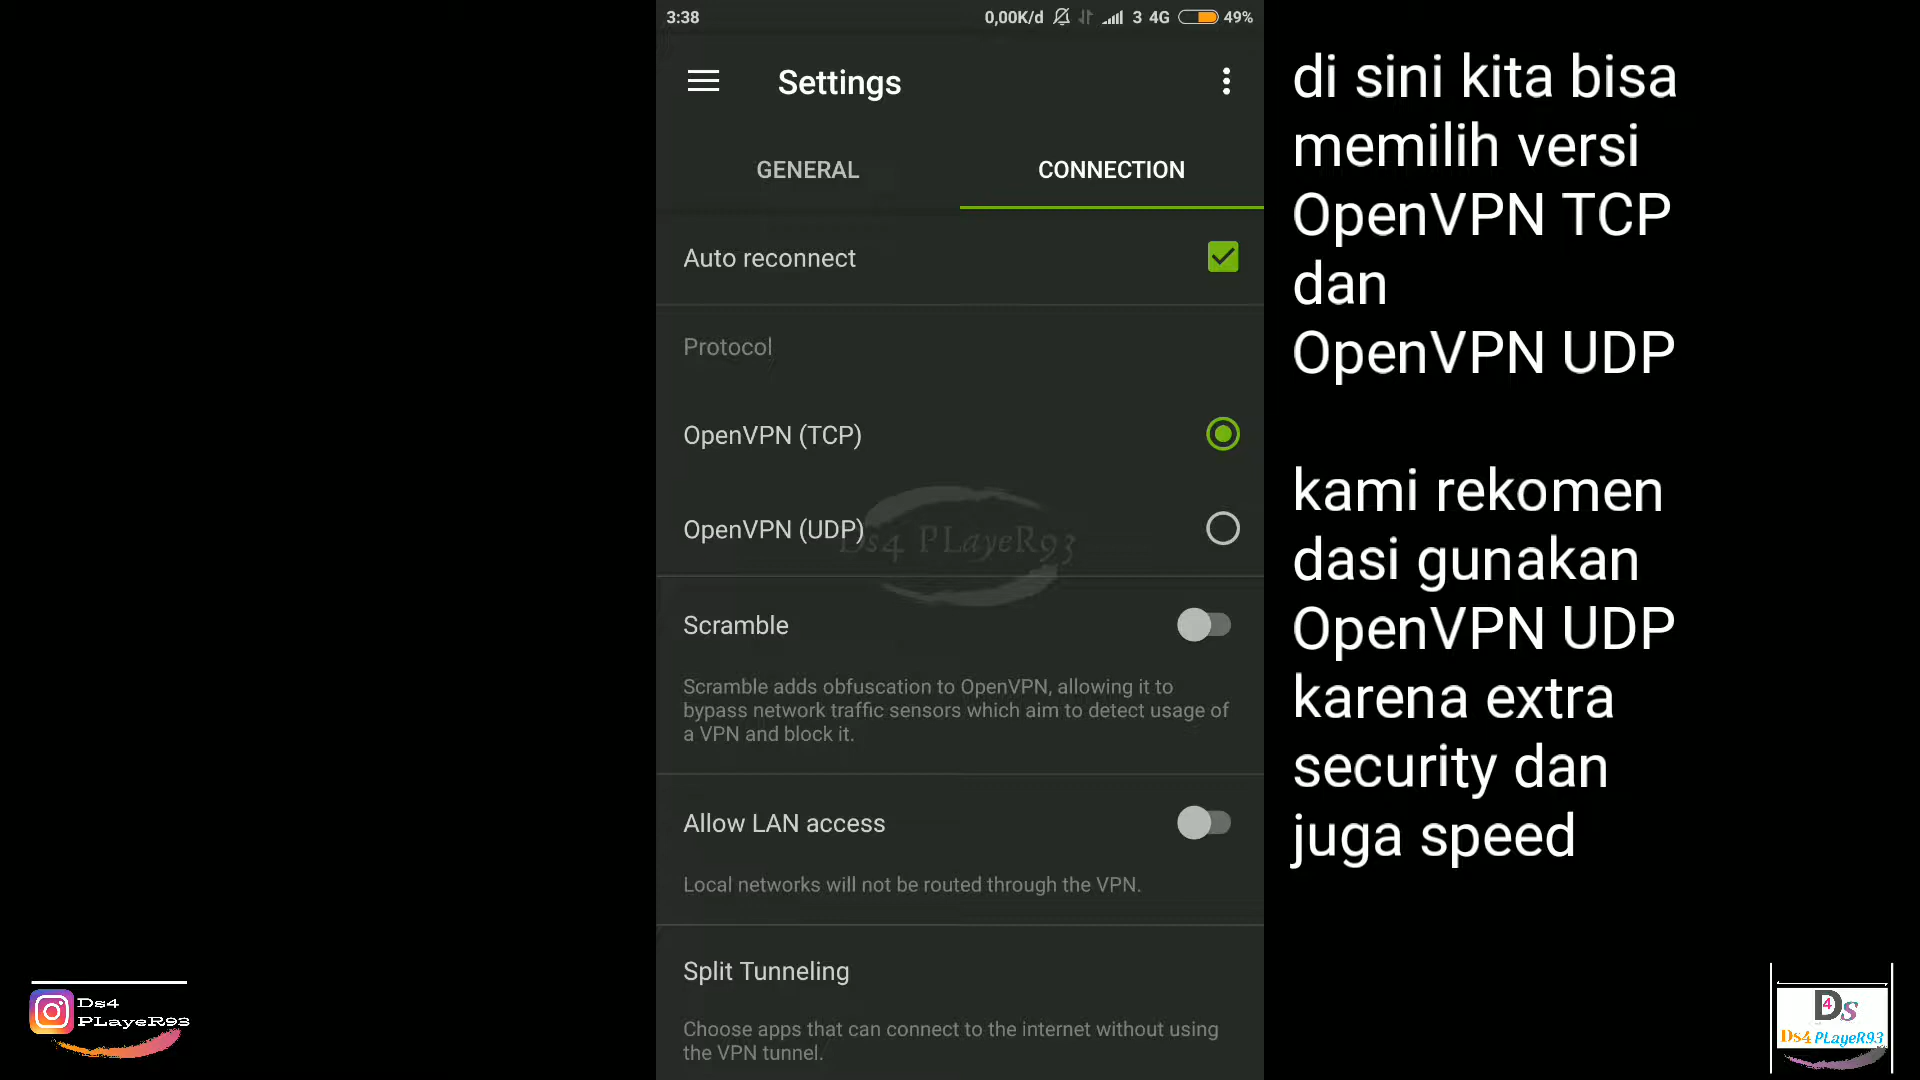 3:38
0,00K/d 3 4G 49%
Settings
GENERAL
CONNECTION
Auto reconnect
Protocol
OpenVPN (TCP)
OpenVPN (UDP)
Ds4 PLayeR93
Scramble
Scramble adds obfuscation to OpenVPN, allowing it to
bypass network traffic sensors which aim to detect usage of
a VPN and block it.
Allow LAN access
Local networks will not be routed through the VPN.
Split Tunneling
Choose apps that can connect to the internet without using
the VPN tunnel.
di sini kita bisa
memilih versi
OpenVPN TCP
dan
OpenVPN UDP
kami rekomen
dasi gunakan
OpenVPN UDP
karena extra
security dan
juga speed
Ds4
PLayeR93
D4s
Ds4 PLayeR93